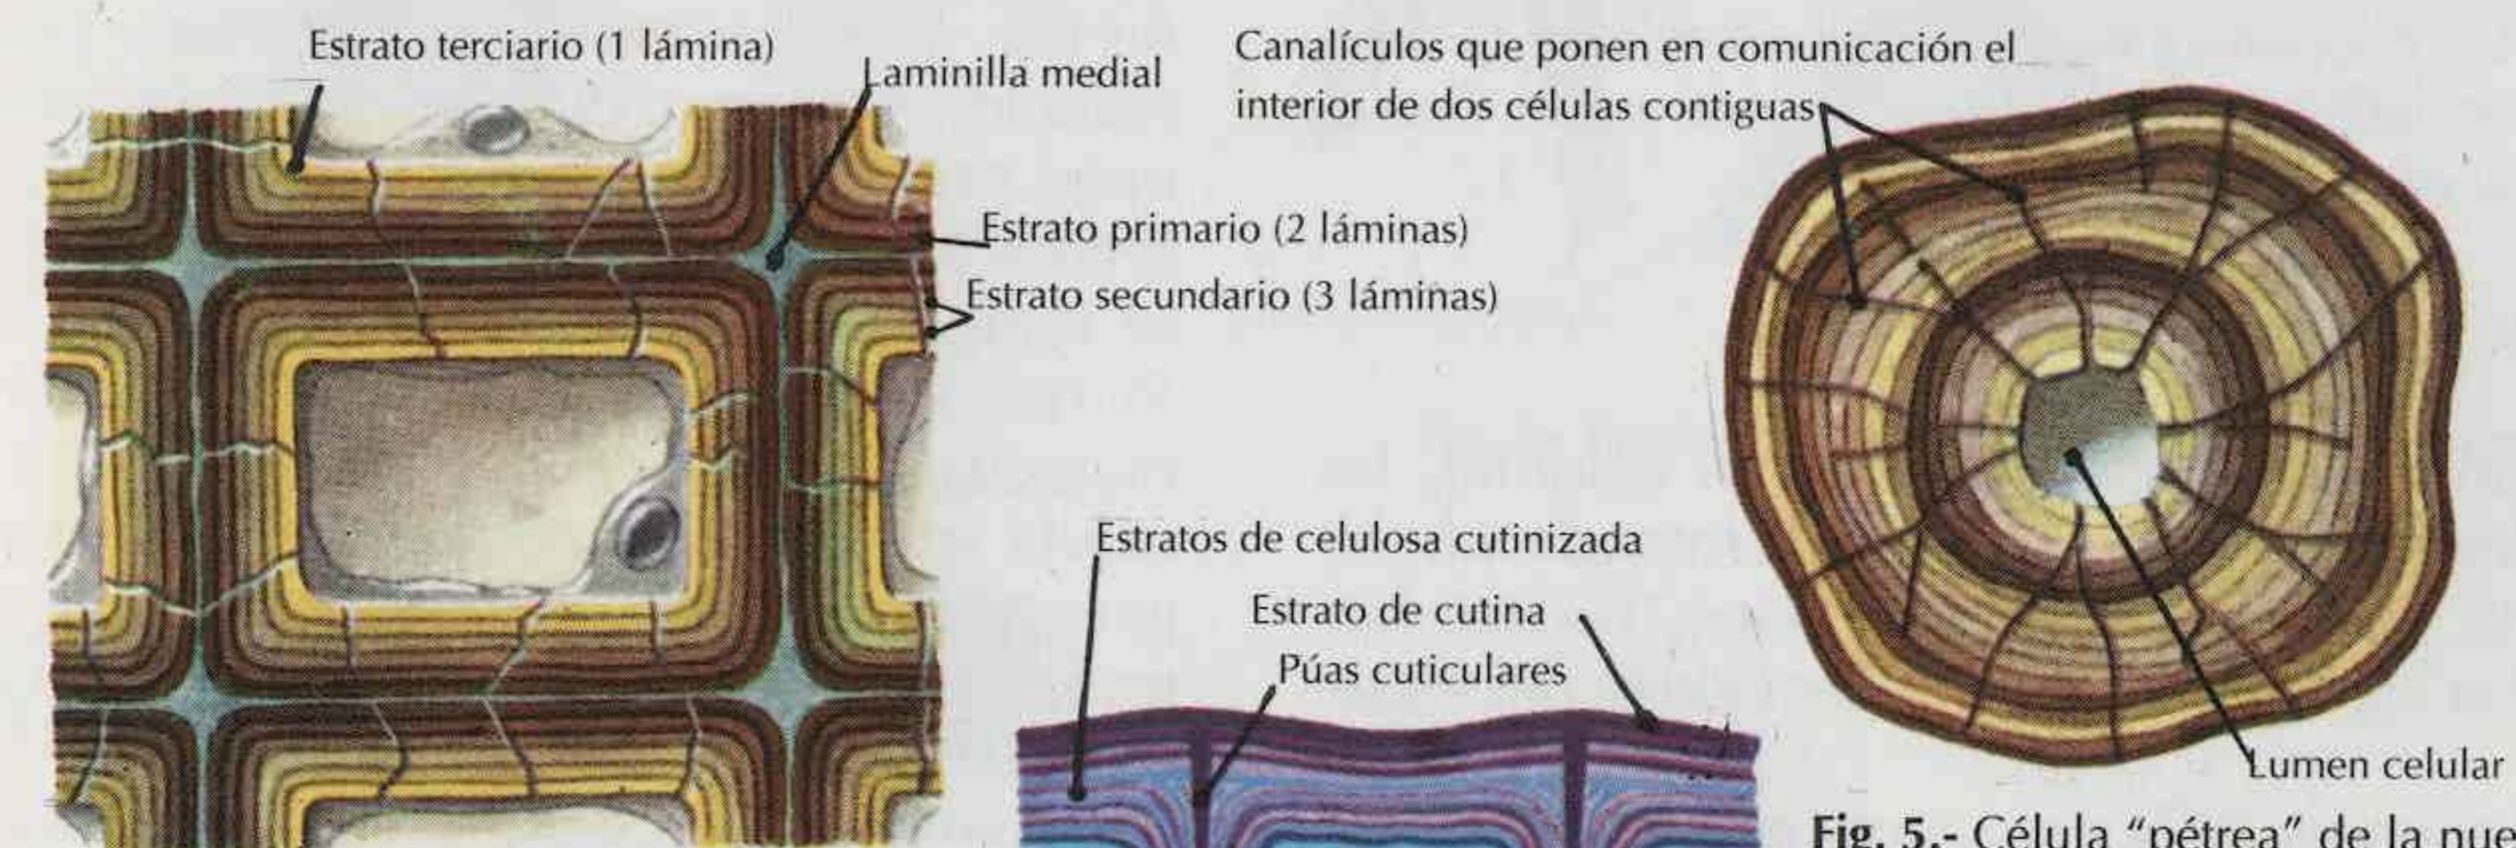 Estrato terciario (1 lámina)
Laminilla medial
Canalículos que ponen en comunicación el
interior de dos células contiguas
Estrato primario (2 láminas)
Estrato secundario (3 láminas)
Estratos de celulosa cutinizada
Estrato de cutina
Púas cuticulares
Lumen celular
Fig. 5.- Célula "pétrea" de la nue